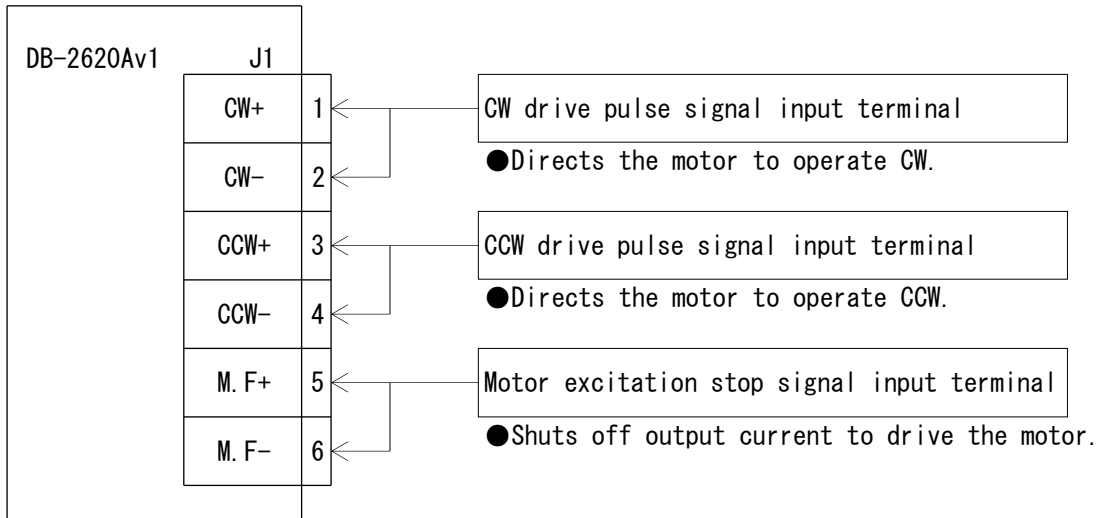 DB-2620Av1 J1
CW+ 1 CW drive pulse signal input terminal
●Directs the motor to operate CW.
CW- 2
CCW+ 3 CCW drive pulse signal input terminal
●Directs the motor to operate CCW.
CCW- 4
M.F+ 5 Motor excitation stop signal input terminal
●Shuts off output current to drive the motor.
M.F- 6